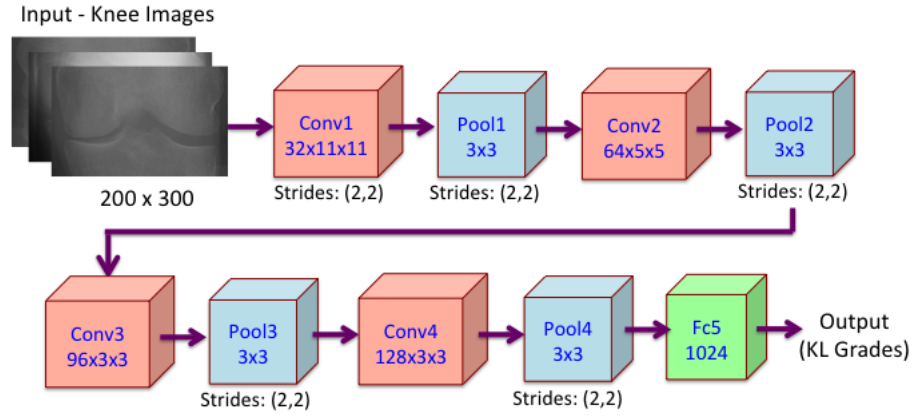 Input - Knee Images
200 x 300
Conv1
32x11x11
Strides: (2,2)
Pool1
3x3
Strides: (2,2)
Conv2
64x5x5
Pool2
3x3
Strides: (2,2)
Conv3
96x3x3
Pool3
3x3
Strides: (2,2)
Conv4
128x3x3
Pool4
3x3
Strides: (2,2)
Fc5
1024
Output
(KL Grades)